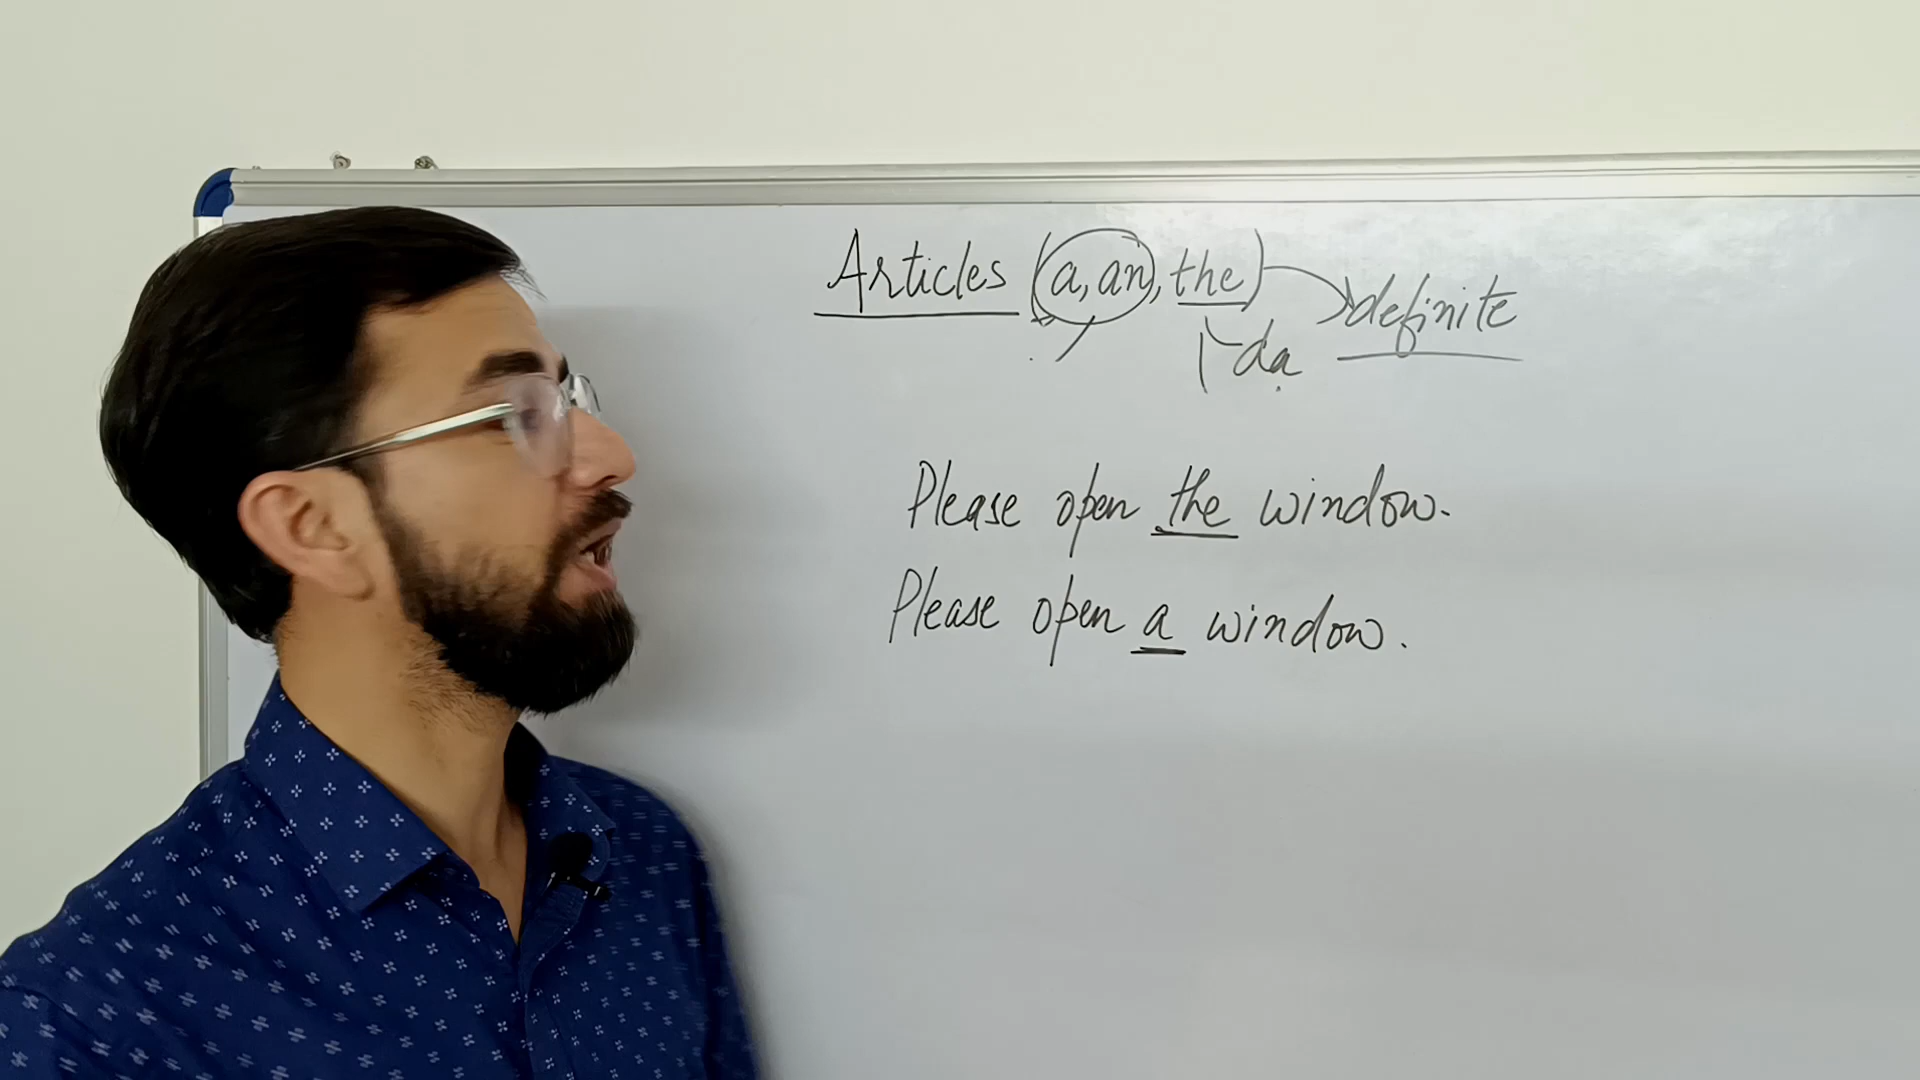 Articles (a, an, the) definite
da
Please open the window.
Please open a window.